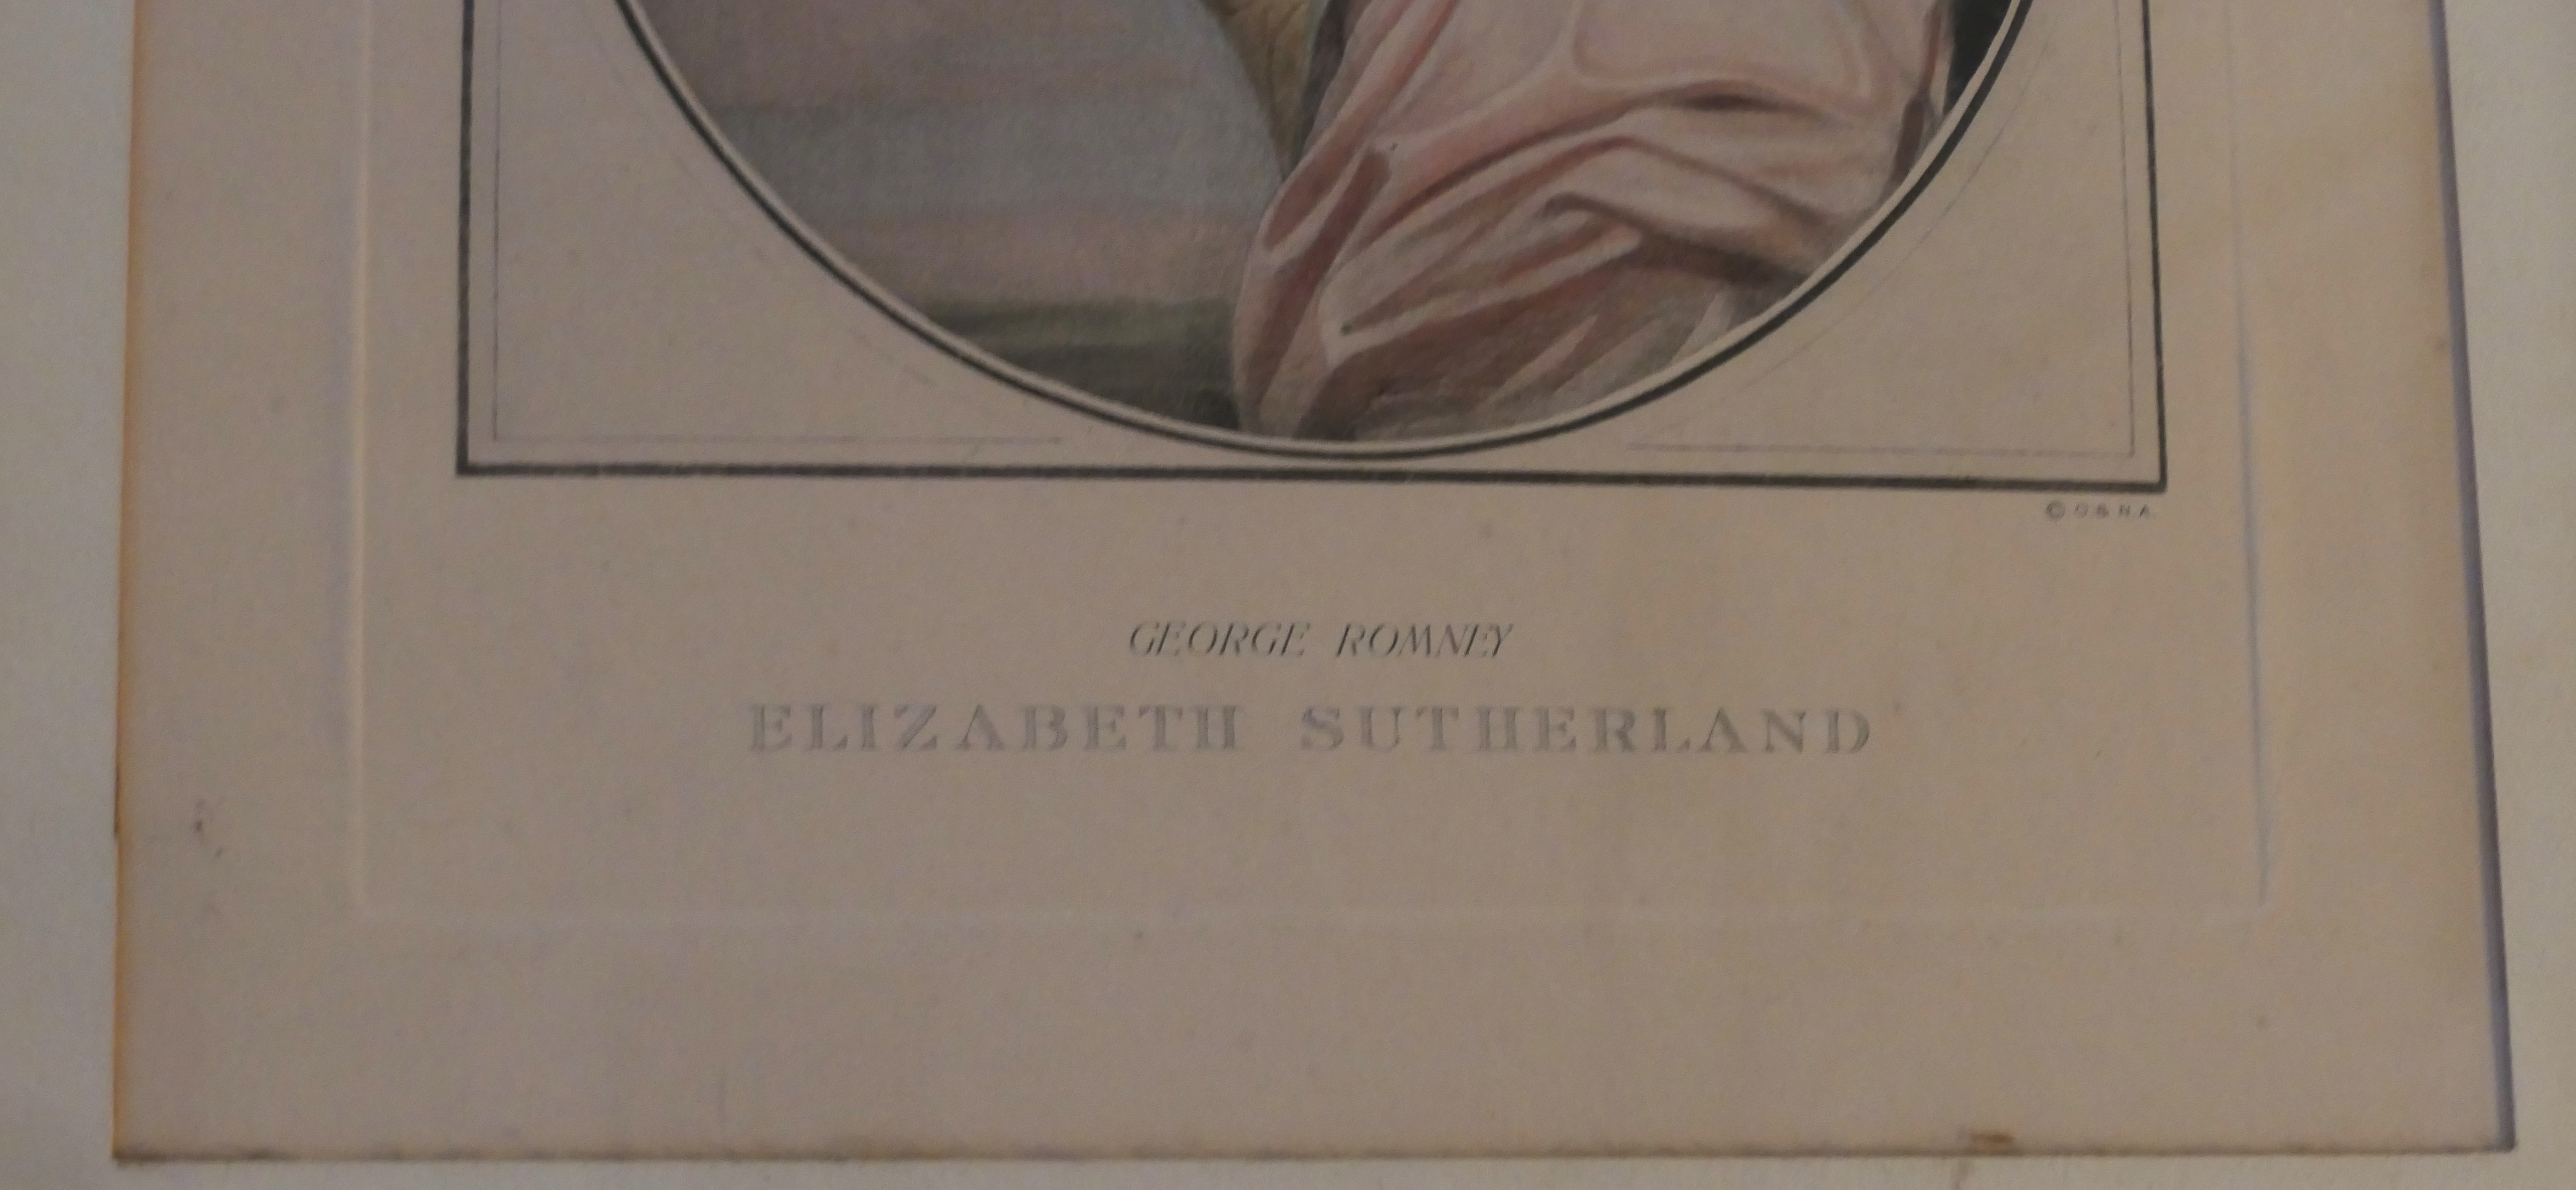 © G & N.A.
GEORGE ROMNEY
ELIZABETH SUTHERLAND